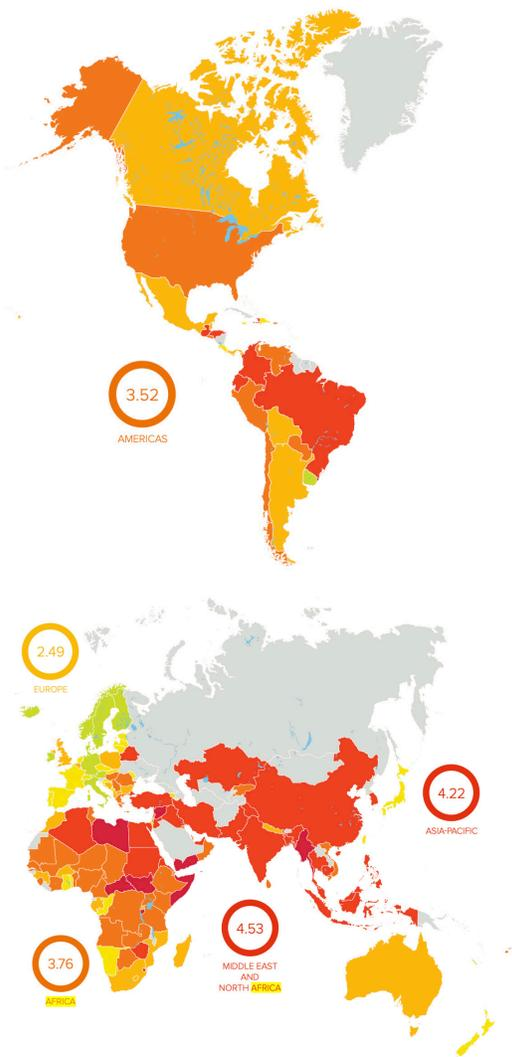 3.52
AMERICAS
2.49
EUROPE
4.22
ASIA-PACIFIC
4.53
MIDDLE EAST
AND
NORTH AFRICA
3.76
AFRICA